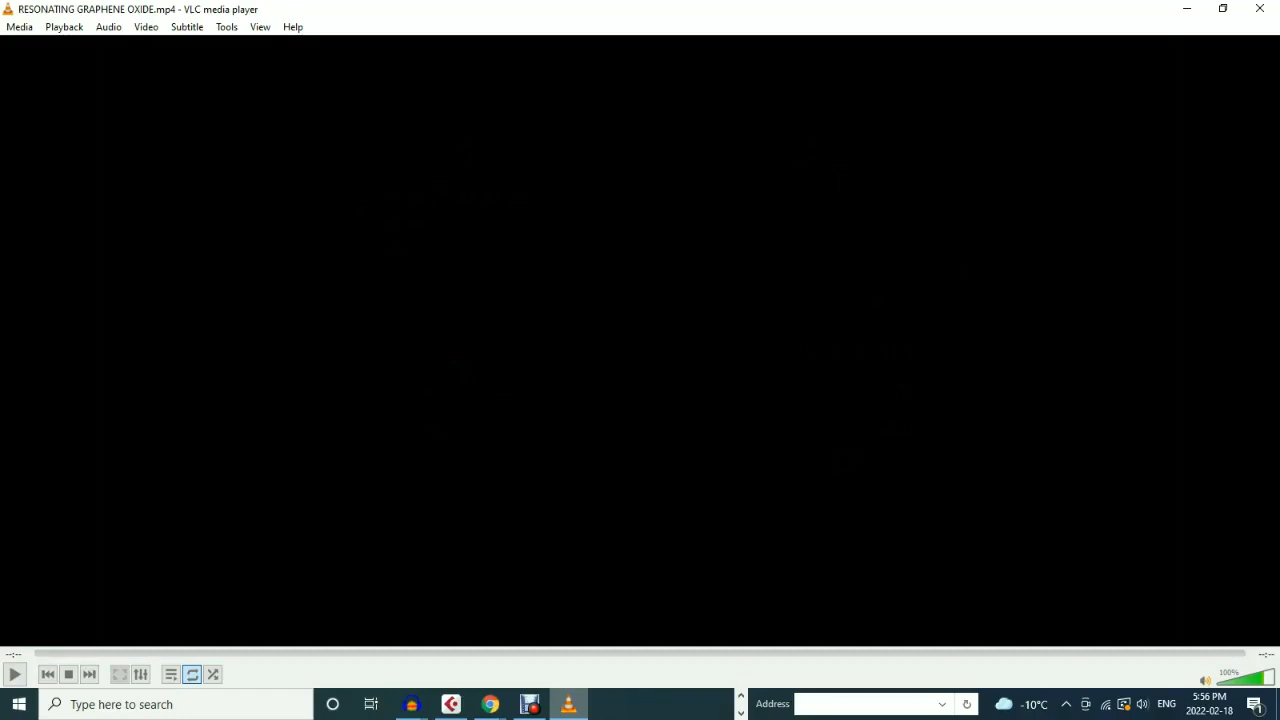 RESONATING GRAPHENE OXIDE.mp4 - VLC media player
Media Playback Audio Video Subtitle Tools View Help
--:-- --:--
100%
Type here to search
Address
-10°C
ENG
5:56 PM
2022-02-18
1